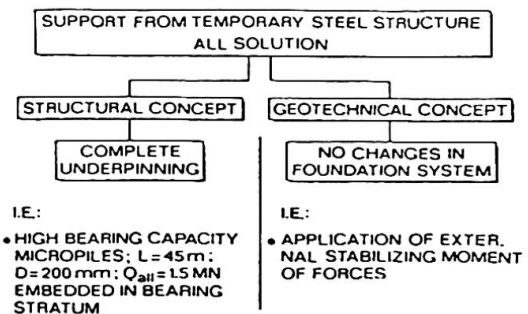 SUPPORT FROM TEMPORARY STEEL STRUCTURE
ALL SOLUTION
STRUCTURAL CONCEPT
GEOTECHNICAL CONCEPT
COMPLETE
UNDERPINNING
NO CHANGES IN
FOUNDATION SYSTEM
I.E.:
• HIGH BEARING CAPACITY
MICROPILES; L=45m;
D=200 mm; Qall=1.5 MN
EMBEDDED IN BEARING
STRATUM
I.E.:
• APPLICATION OF EXTER.
NAL STABILIZING MOMENT
OF FORCES